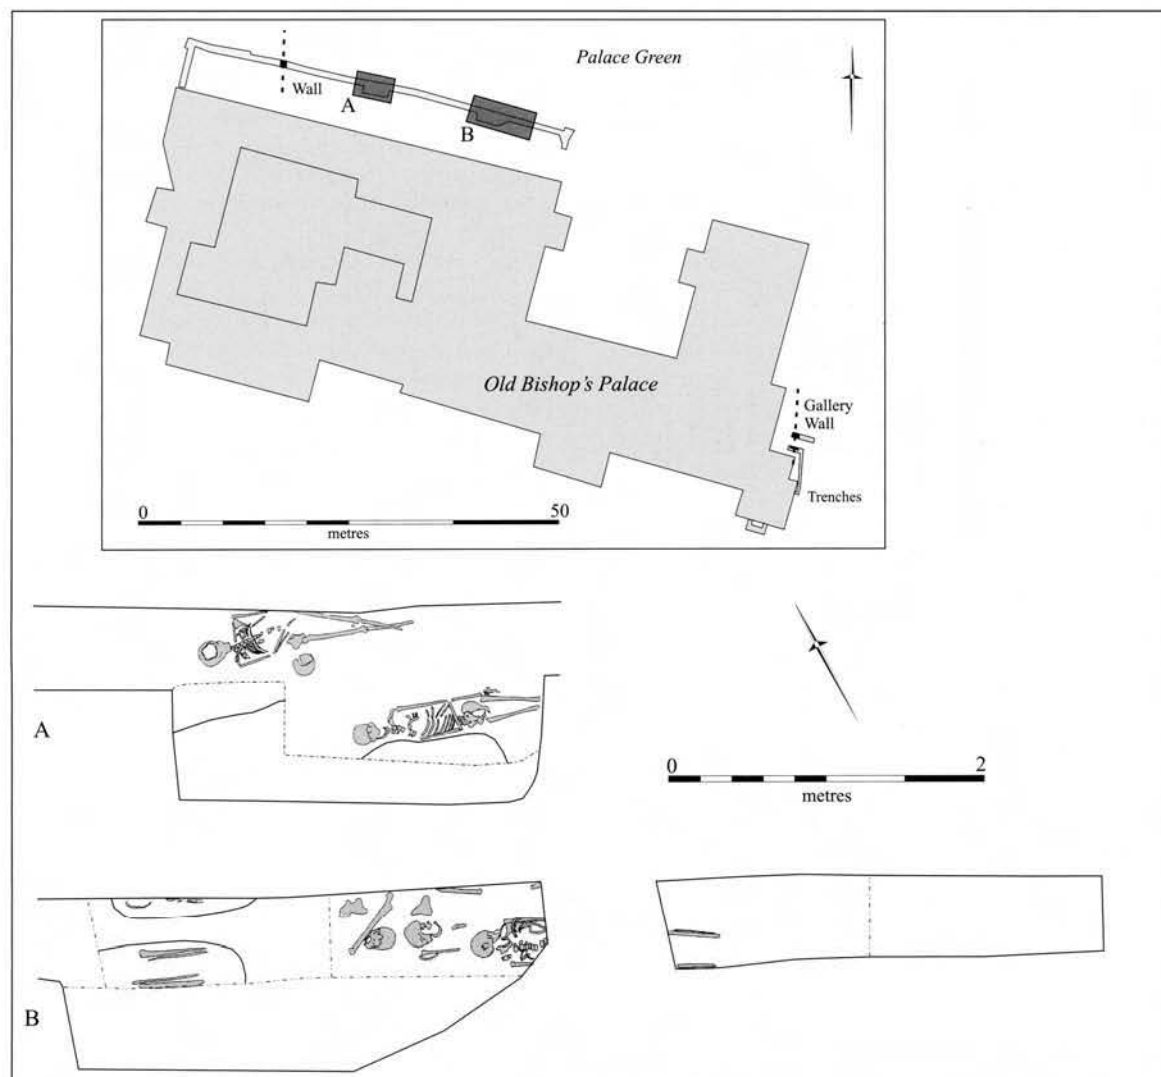 Palace Green
Wall
A
B
Old Bishop's Palace
Gallery
Wall
Trenches
0 50
metres
A
0 2
metres
B